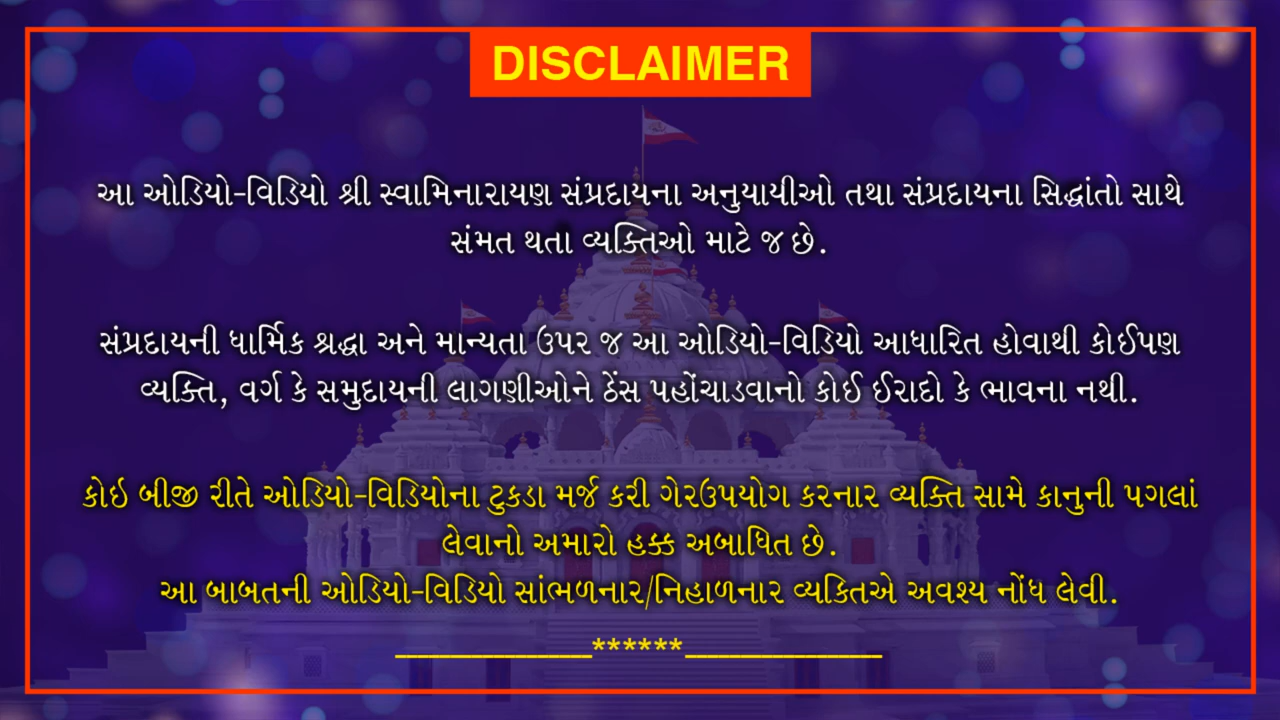 DISCLAIMER
આ ઓડિયો-વિડિયો શ્રી સ્વામિનારાયણ સંપ્રદાયના અનુયાયીઓ તથા સંપ્રદાયના સિદ્ધાંતો સાથે
સંમત થતા વ્યક્તિઓ માટે જ છે.
સંપ્રદાયની ધાર્મિક શ્રદ્ધા અને માન્યતા ઉપર જ આ ઓડિયો-વિડિયો આધારિત હોવાથી કોઈપણ
વ્યક્તિ, વર્ગ કે સમુદાયની લાગણીઓને ઠેંસ પહોંચાડવાનો કોઈ ઈરાદો કે ભાવના નથી.
કોઇ બીજી રીતે ઓડિયો-વિડિયોના ટુકડા મર્જ કરી ગેરઉપયોગ કરનાર વ્યક્તિ સામે કાનુની પગલાં
લેવાનો અમારો હક્ક અબાધિત છે.
આ બાબતની ઓડિયો-વિડિયો સાંભળનાર/નિહાળનાર વ્યકિતએ અવશ્ય નોંધ લેવી.
_______________******_______________